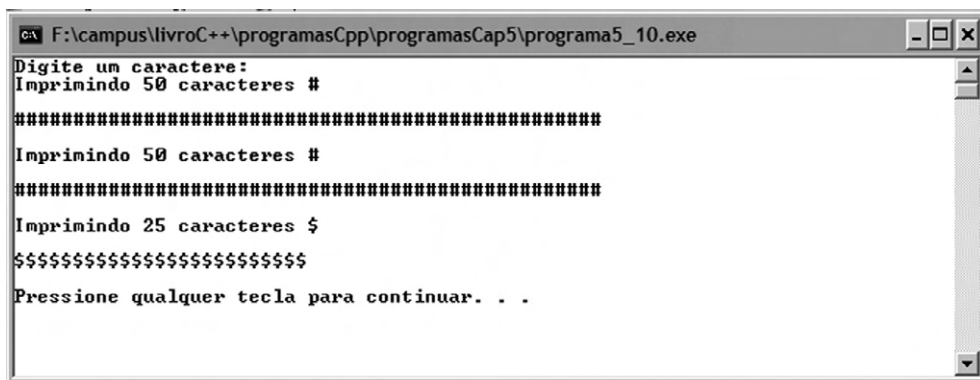 F:\campus\livroC++\programasCpp\programasCap5\programa5_10.exe
Digite um caractere:
Imprimindo 50 caracteres #
##################################################
Imprimindo 50 caracteres #
##################################################
Imprimindo 25 caracteres $
$$$$$$$$$$$$$$$$$$$$$$$$$
Pressione qualquer tecla para continuar. . .